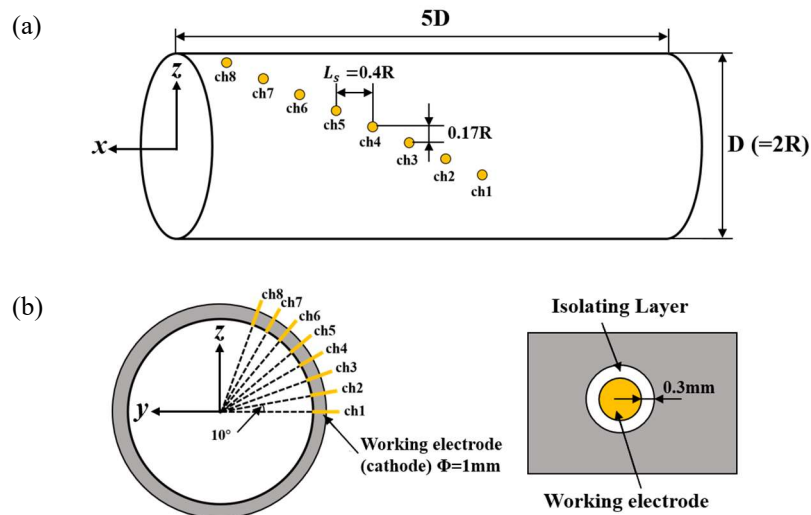 (a)
5D
z
x
ch8
ch7
ch6
ch5
ch4
ch3
ch2
ch1
Lₛ =0.4R
0.17R
D (=2R)
(b)
z
y
10°
ch8
ch7
ch6
ch5
ch4
ch3
ch2
ch1
Working electrode
(cathode) Φ=1mm
Isolating Layer
0.3mm
Working electrode